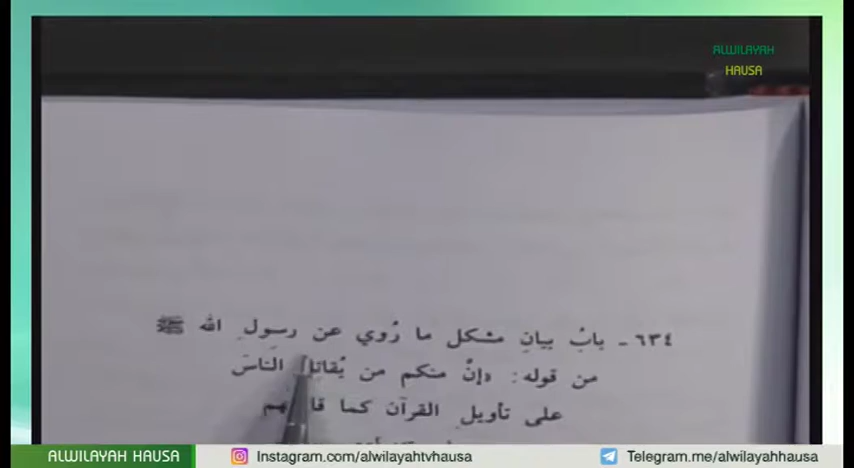 ALWILAYAH
HAUSA
٦٣٤ - بابُ بيانِ مشكل ما رُوي عن رسولِ الله ﷺ
من قوله: «إنّ منكم من يُقاتل الناسَ
على تأويلِ القرآن كما
ALWILAYAH HAUSA
Instagram.com/alwilayahtvhausa
Telegram.me/alwilayahhausa